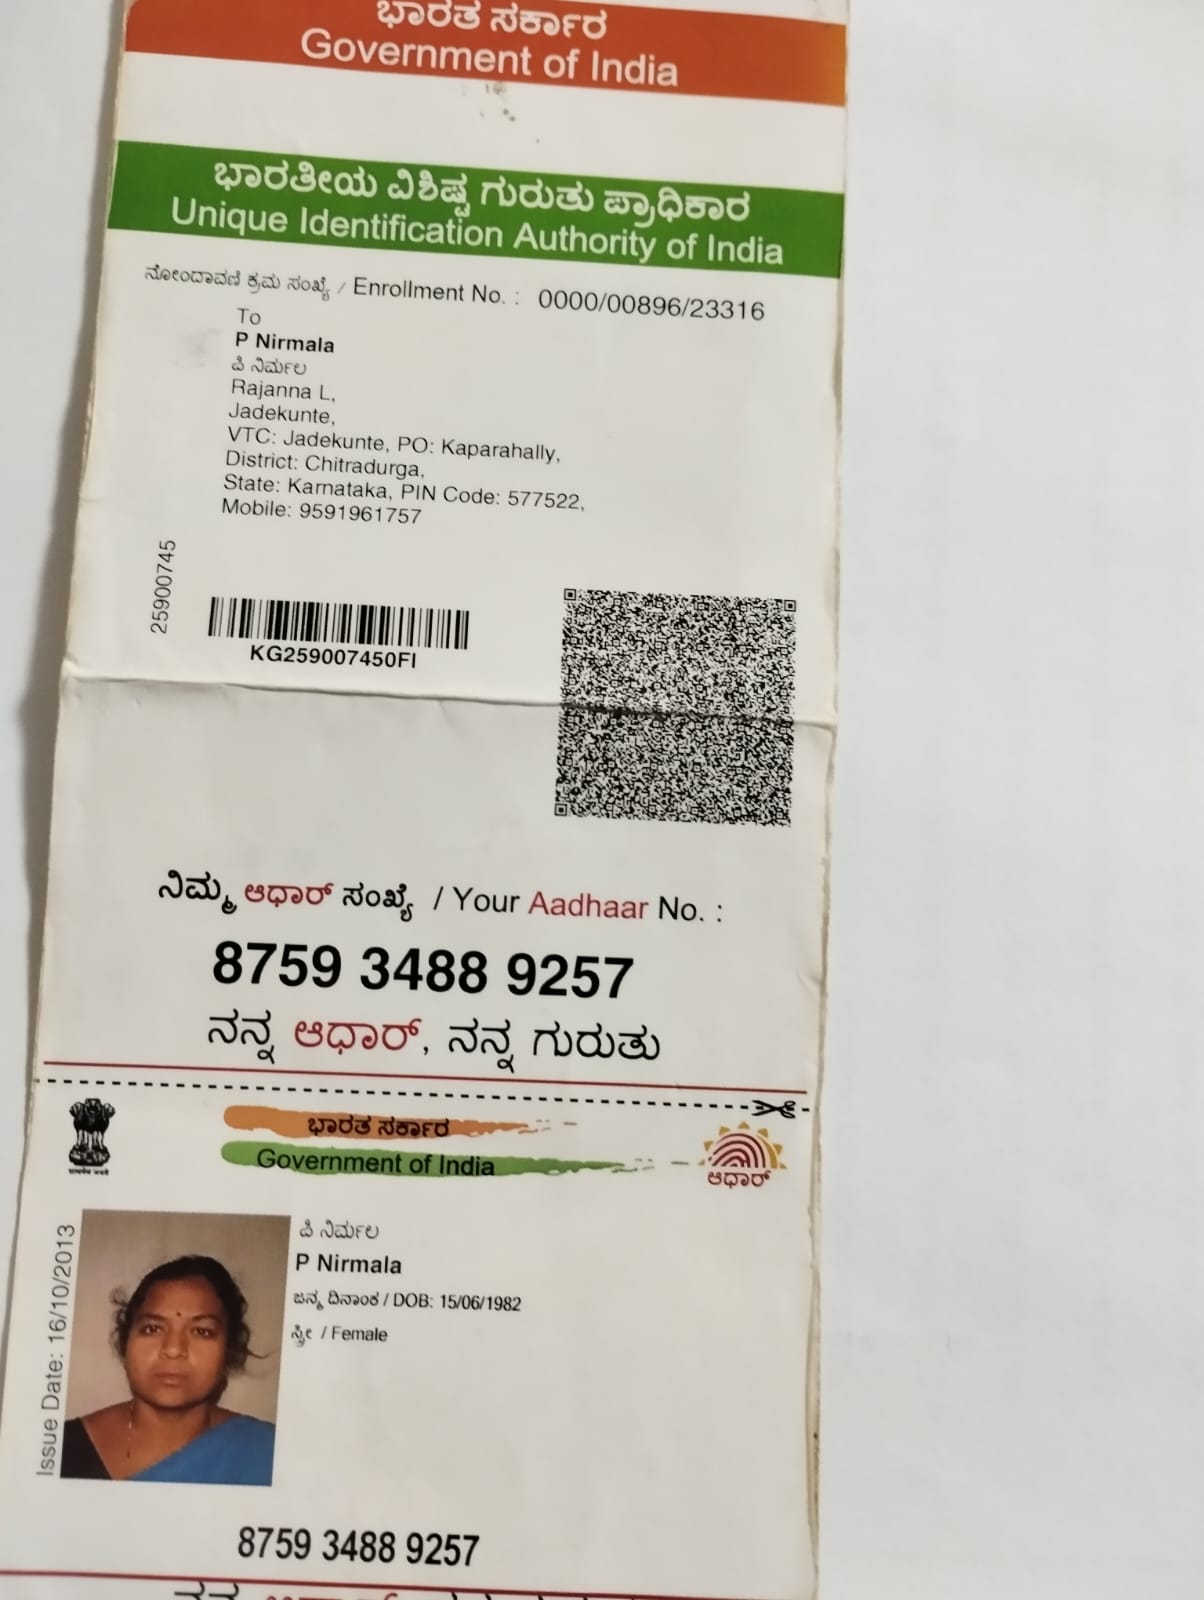 ಭಾರತ ಸರ್ಕಾರ
Government of India
ಭಾರತೀಯ ವಿಶಿಷ್ಟ ಗುರುತು ಪ್ರಾಧಿಕಾರ
Unique Identification Authority of India
ನೋಂದಾವಣಿ ಕ್ರಮ ಸಂಖ್ಯೆ / Enrollment No. : 0000/00896/23316
To
P Nirmala
ಪಿ ನಿರ್ಮಲ
Rajanna L,
Jadekunte,
VTC: Jadekunte, PO: Kaparahally,
District: Chitradurga,
State: Karnataka, PIN Code: 577522,
Mobile: 9591961757
25900745
KG259007450FI
ನಿಮ್ಮ ಆಧಾರ್ ಸಂಖ್ಯೆ / Your Aadhaar No. :
8759 3488 9257
ನನ್ನ ಆಧಾರ್, ನನ್ನ ಗುರುತು
ಭಾರತ ಸರ್ಕಾರ
Government of India
ಆಧಾರ್
Issue Date: 16/10/2013
ಪಿ ನಿರ್ಮಲ
P Nirmala
ಜನ್ಮ ದಿನಾಂಕ / DOB: 15/06/1982
ಸ್ತ್ರೀ / Female
8759 3488 9257